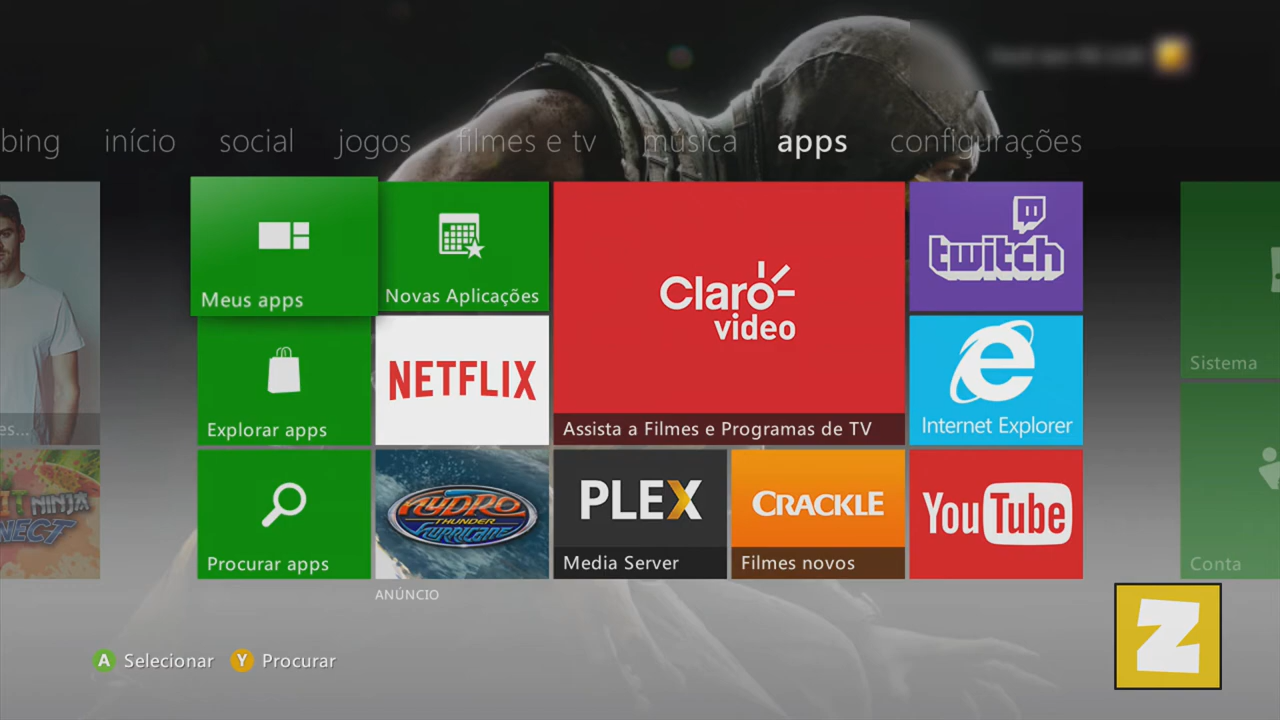 bing início social jogos filmes e tv música apps configurações
Meus apps
Novas Aplicações
Claro
video
Assista a Filmes e Programas de TV
twitch
Sistema
es...
Explorar apps
NETFLIX
Internet Explorer
NINJA
Procurar apps
HYDRO
THUNDER
HURRICANE
PLEX
Media Server
CRACKLE
Filmes novos
YouTube
Conta
ANÚNCIO
A Selecionar Y Procurar
Z